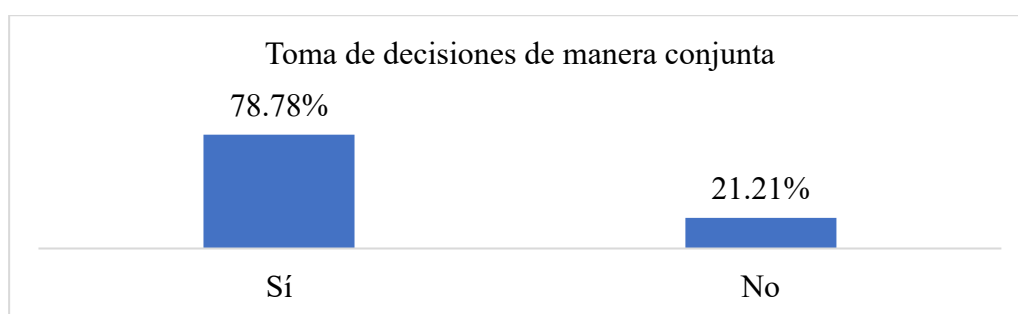 Toma de decisiones de manera conjunta
78.78%
21.21%
Sí
No